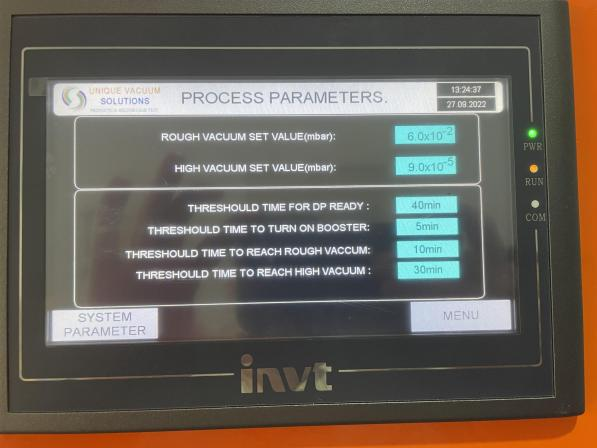 UNIQUE VACUUM
SOLUTIONS
PROCESS PARAMETERS.
13:24:37
27.09.2022
ROUGH VACUUM SET VALUE(mbar):
6.0x10⁻²
HIGH VACUUM SET VALUE(mbar):
9.0x10⁻⁵
THRESHOULD TIME FOR DP READY :
40min
THRESHOULD TIME TO TURN ON BOOSTER:
5min
THRESHOULD TIME TO REACH ROUGH VACCUM:
10min
THRESHOULD TIME TO REACH HIGH VACUUM :
30min
SYSTEM
PARAMETER
MENU
PWR
RUN
COM
invt